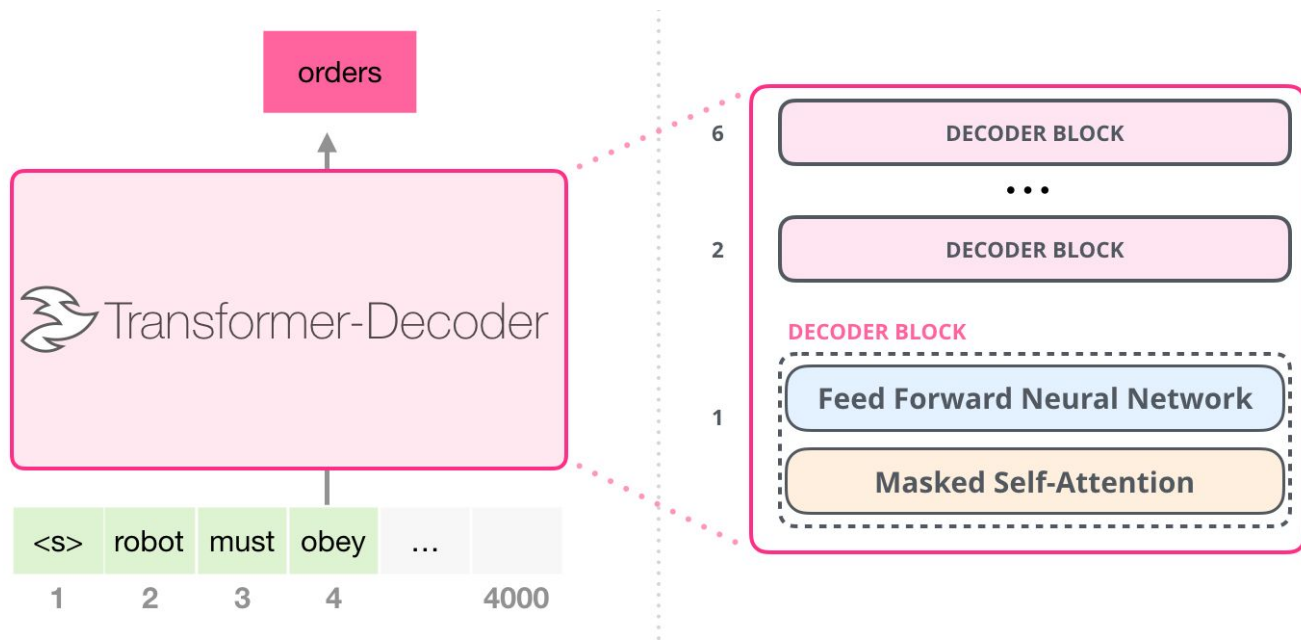 orders
Transformer-Decoder
<s> robot must obey ...
1 2 3 4 4000
6 DECODER BLOCK
...
2 DECODER BLOCK
DECODER BLOCK
Feed Forward Neural Network
1
Masked Self-Attention